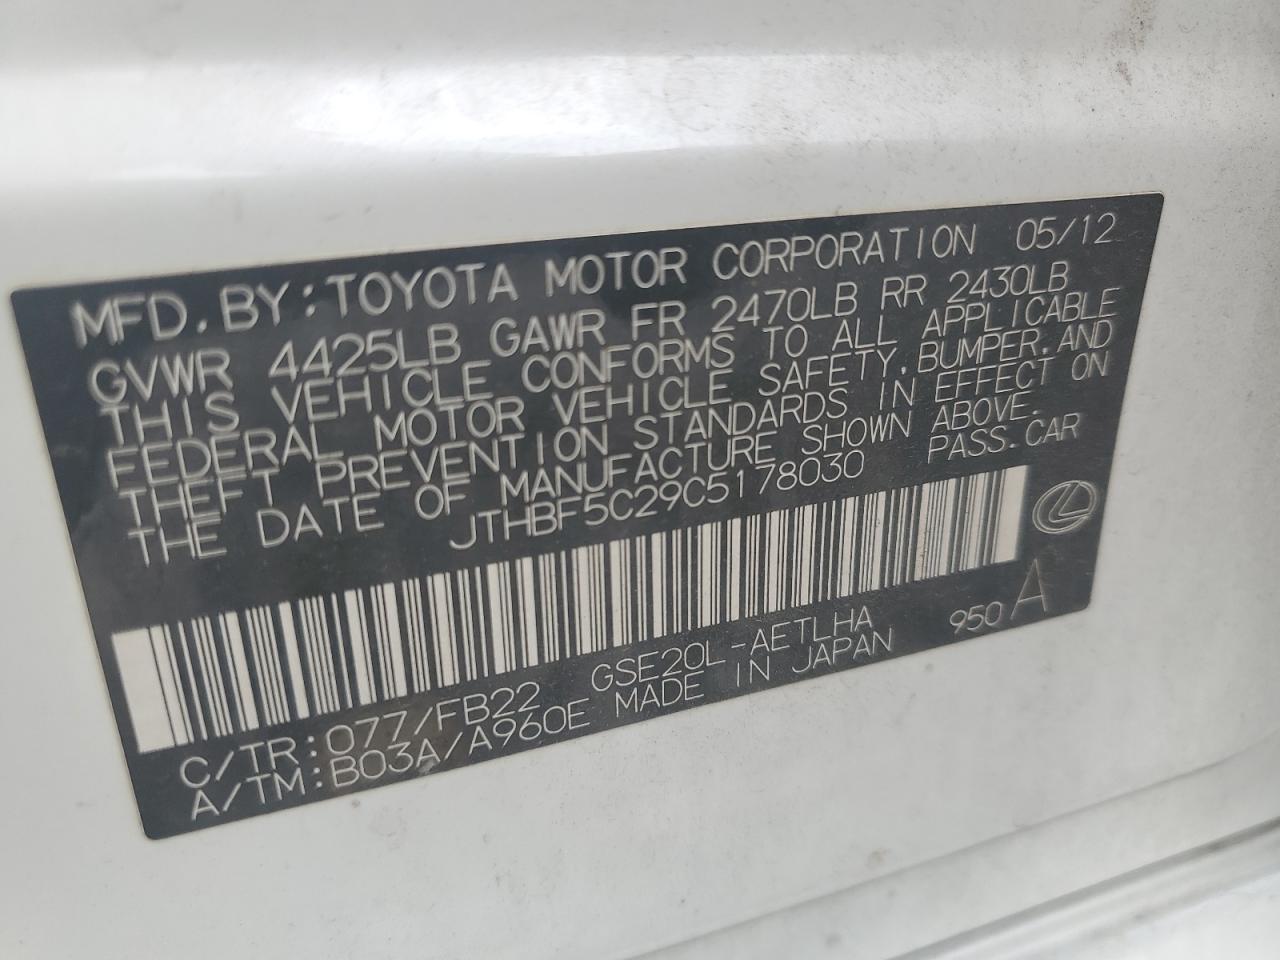 MFD. BY: TOYOTA MOTOR CORPORATION 05/12
GVWR 4425LB GAWR FR 2470LB RR 2430LB
THIS VEHICLE CONFORMS TO ALL APPLICABLE
FEDERAL MOTOR VEHICLE SAFETY, BUMPER, AND
THEFT PREVENTION STANDARDS IN EFFECT ON
THE DATE OF MANUFACTURE SHOWN ABOVE.
JTHBF5C29C5178030 PASS. CAR
C/TR: 077/FB22 GSE20L-AETLHA 950 A
A/TM: B03A/A960E MADE IN JAPAN